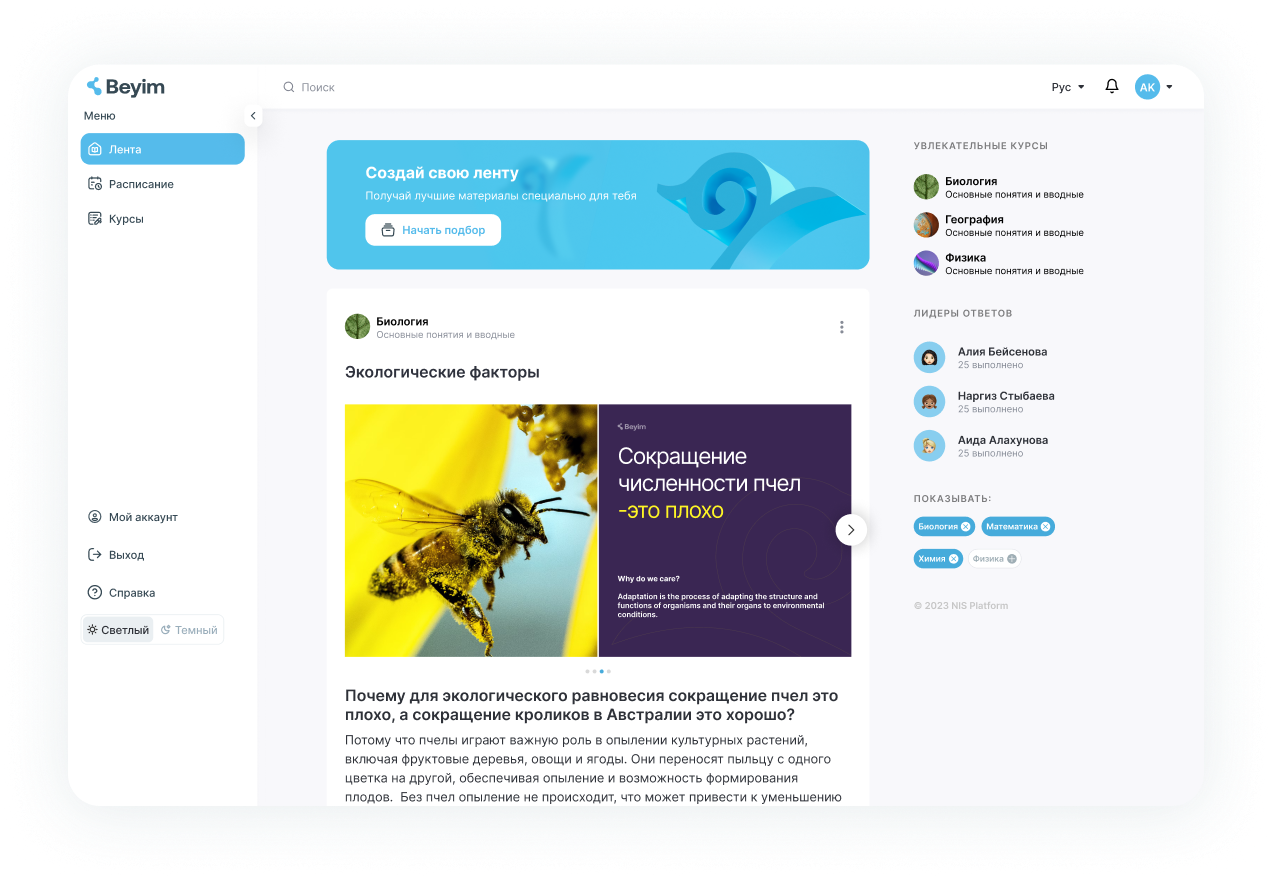 Beyim
Меню
Лента
Расписание
Курсы
Мой аккаунт
Выход
Справка
Светлый
Темный
Поиск
Рус
АК
Создай свою ленту
Получай лучшие материалы специально для тебя
Начать подбор
Биология
Основные понятия и вводные
Экологические факторы
Beyim
Сокращение
численности пчел
-это плохо
Why do we care?
Adaptation is the process of adapting the structure and
functions of organisms and their organs to environmental
conditions.
Почему для экологического равновесия сокращение пчел это
плохо, а сокращение кроликов в Австралии это хорошо?
Потому что пчелы играют важную роль в опылении культурных растений,
включая фруктовые деревья, овощи и ягоды. Они переносят пыльцу с одного
цветка на другой, обеспечивая опыление и возможность формирования
плодов. Без пчел опыление не происходит, что может привести к уменьшению
УВЛЕКАТЕЛЬНЫЕ КУРСЫ
Биология
Основные понятия и вводные
География
Основные понятия и вводные
Физика
Основные понятия и вводные
ЛИДЕРЫ ОТВЕТОВ
Алия Бейсенова
25 выполнено
Наргиз Стыбаева
25 выполнено
Аида Алахунова
25 выполнено
ПОКАЗЫВАТЬ:
Биология
Математика
Химия
Физика
© 2023 NIS Platform